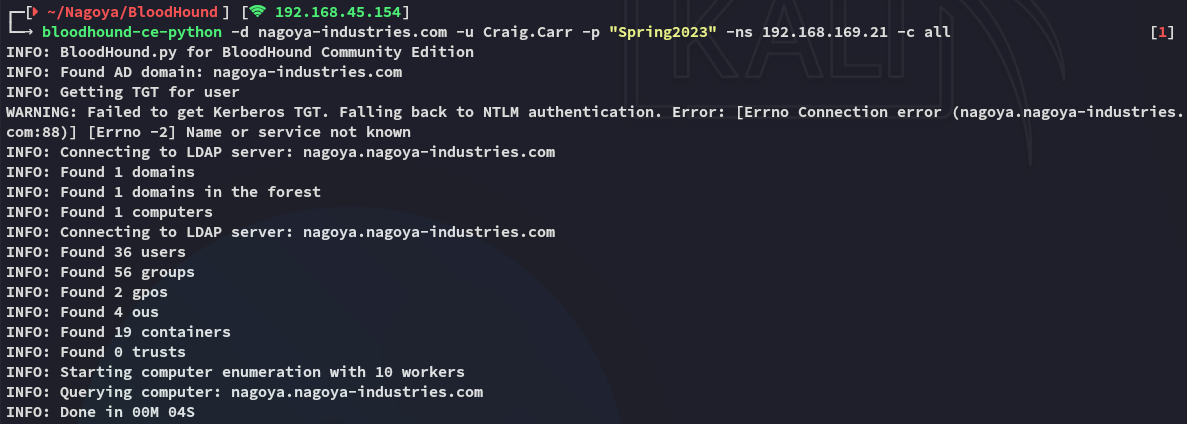 [ ~/Nagoya/BloodHound ] [ 192.168.45.154]
bloodhound-ce-python -d nagoya-industries.com -u Craig.Carr -p "Spring2023" -ns 192.168.169.21 -c all [1]
INFO: BloodHound.py for BloodHound Community Edition
INFO: Found AD domain: nagoya-industries.com
INFO: Getting TGT for user
WARNING: Failed to get Kerberos TGT. Falling back to NTLM authentication. Error: [Errno Connection error (nagoya.nagoya-industries.
com:88)] [Errno -2] Name or service not known
INFO: Connecting to LDAP server: nagoya.nagoya-industries.com
INFO: Found 1 domains
INFO: Found 1 domains in the forest
INFO: Found 1 computers
INFO: Connecting to LDAP server: nagoya.nagoya-industries.com
INFO: Found 36 users
INFO: Found 56 groups
INFO: Found 2 gpos
INFO: Found 4 ous
INFO: Found 19 containers
INFO: Found 0 trusts
INFO: Starting computer enumeration with 10 workers
INFO: Querying computer: nagoya.nagoya-industries.com
INFO: Done in 00M 04S
KALI